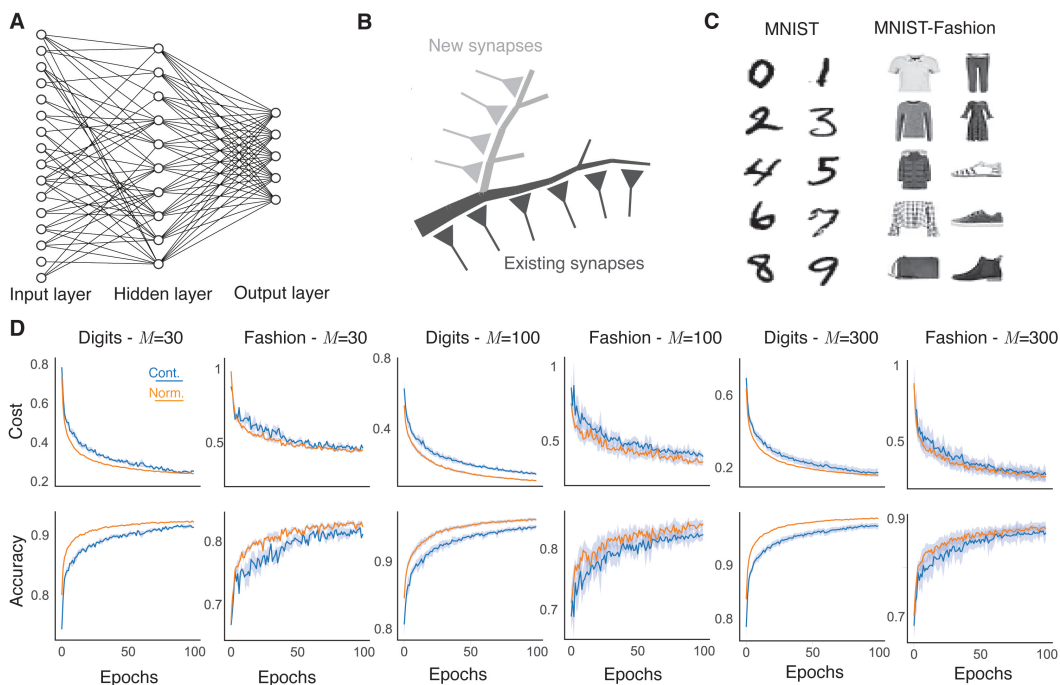 A
B
C
MNIST
MNIST-Fashion
New synapses
0 1
2 3
4 5
6 7
8 9
Existing synapses
Input layer
Hidden layer
Output layer
D
Digits - M=30
Fashion - M=30
Digits - M=100
Fashion - M=100
Digits - M=300
Fashion - M=300
Cost
0.8
0.6
0.4
0.2
Cont.
Norm.
1
0.5
0.8
0.4
1
0.5
0.6
0.4
0.2
1
0.5
Accuracy
0.9
0.8
0.8
0.7
0.9
0.8
0.8
0.7
0.9
0.8
0.9
0.7
0 50 100
0 50 100
0 50 100
0 50 100
0 50 100
0 50 100
Epochs
Epochs
Epochs
Epochs
Epochs
Epochs